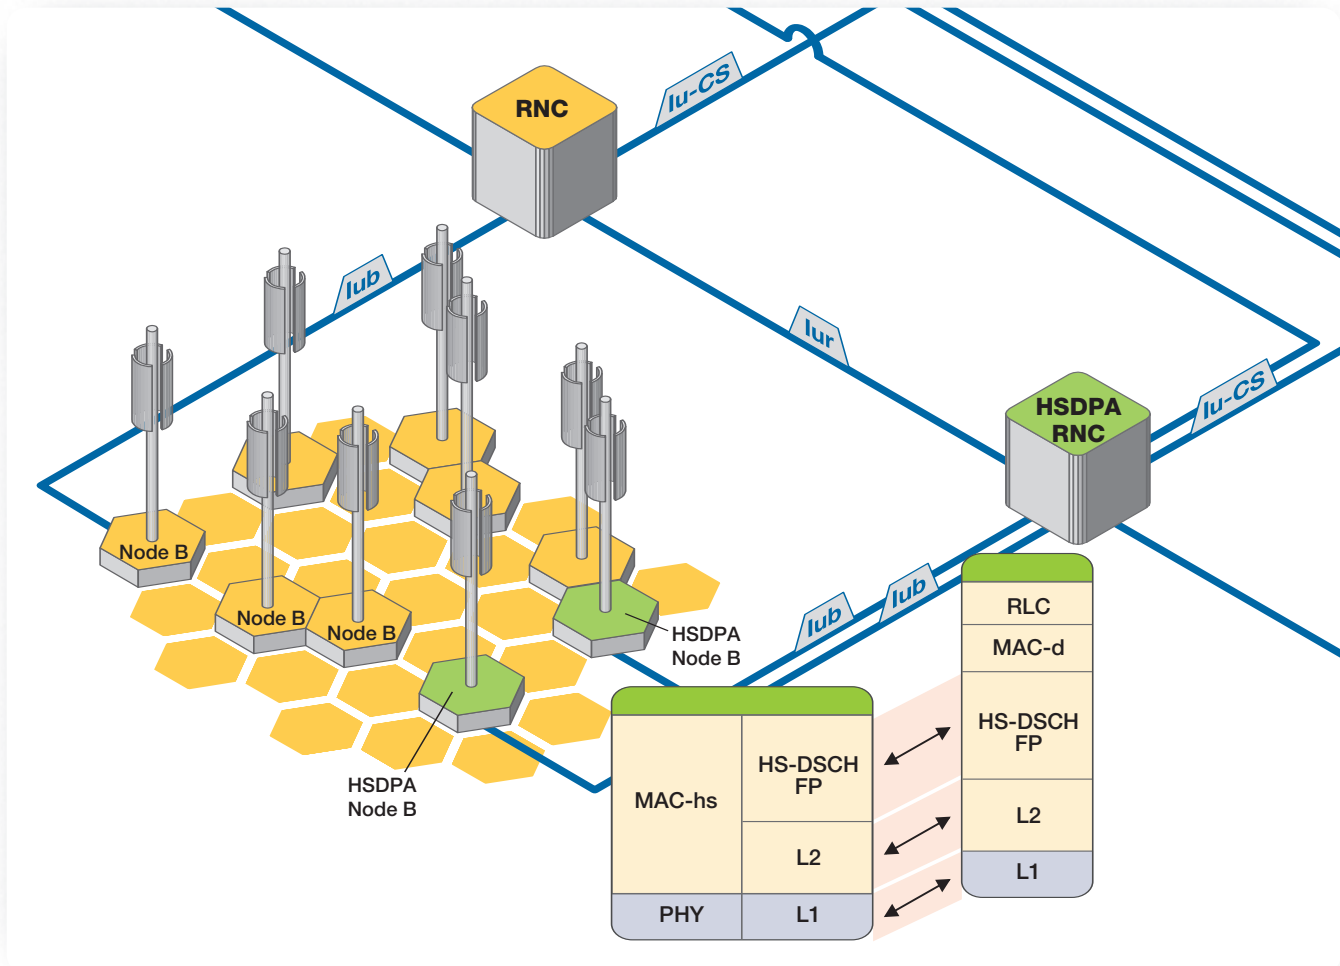 RNC
Iu-CS
Iub
Iur
Iu-CS
HSDPA
RNC
Node B
Node B
Node B
Iub
Iub
HSDPA
Node B
HSDPA
Node B
RLC
MAC-d
HS-DSCH
FP
L2
L1
MAC-hs
HS-DSCH
FP
L2
PHY
L1